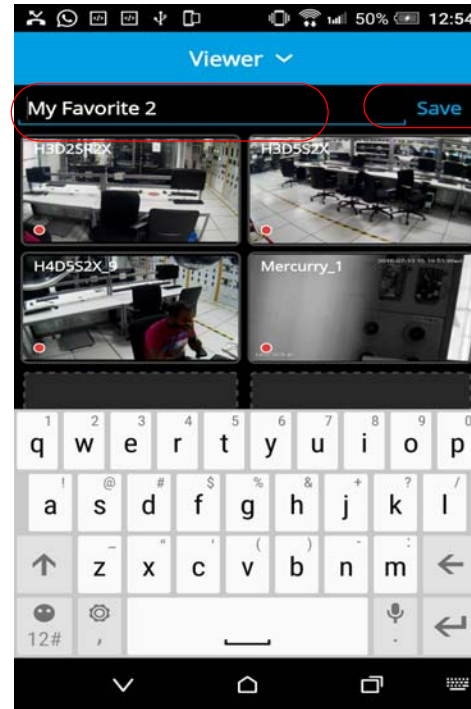 50% 12:54
Viewer
My Favorite 2 Save
H3D2SR2X H3D5S2X
H4D5S2X_9 Mercurry_1
1 2 3 4 5 6 7 8 9 0
q w e r t y u i o p
! @ # $ % & + ? /
a s d f g h j k l
_ " ' ( ) - :
z x c v b n m
12# , .